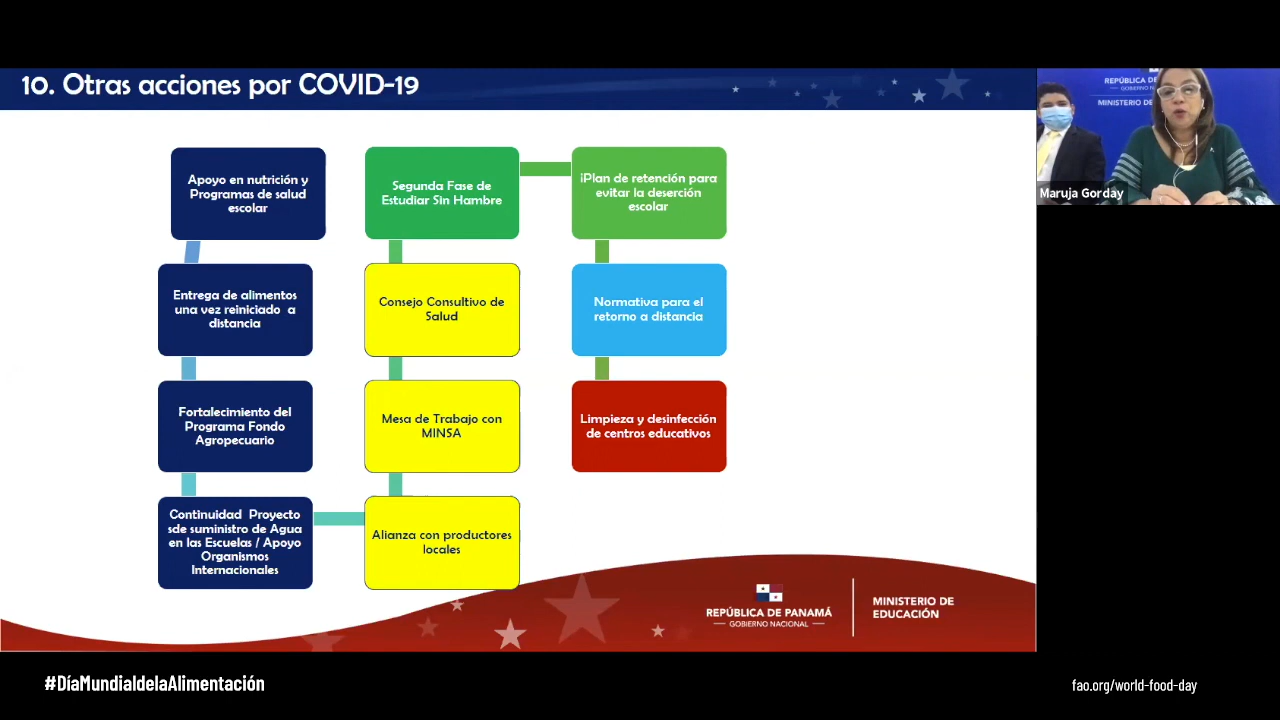 10. Otras acciones por COVID-19
Apoyo en nutrición y
Programas de salud
escolar
Entrega de alimentos
una vez reiniciado a
distancia
Fortalecimiento del
Programa Fondo
Agropecuario
Continuidad Proyecto
sde suministro de Agua
en las Escuelas / Apoyo
Organismos
Internacionales
Segunda Fase de
Estudiar Sin Hambre
Consejo Consultivo de
Salud
Mesa de Trabajo con
MINSA
Alianza con productores
locales
¡Plan de retención para
evitar la deserción
escolar
Normativa para el
retorno a distancia
Limpieza y desinfección
de centros educativos
REPÚBLICA DE PANAMÁ
GOBIERNO NACIONAL
MINISTERIO DE
EDUCACIÓN
REPÚBLICA
MINISTERIO DE
Maruja Gorday
#DíaMundialdelaAlimentación
fao.org/world-food-day